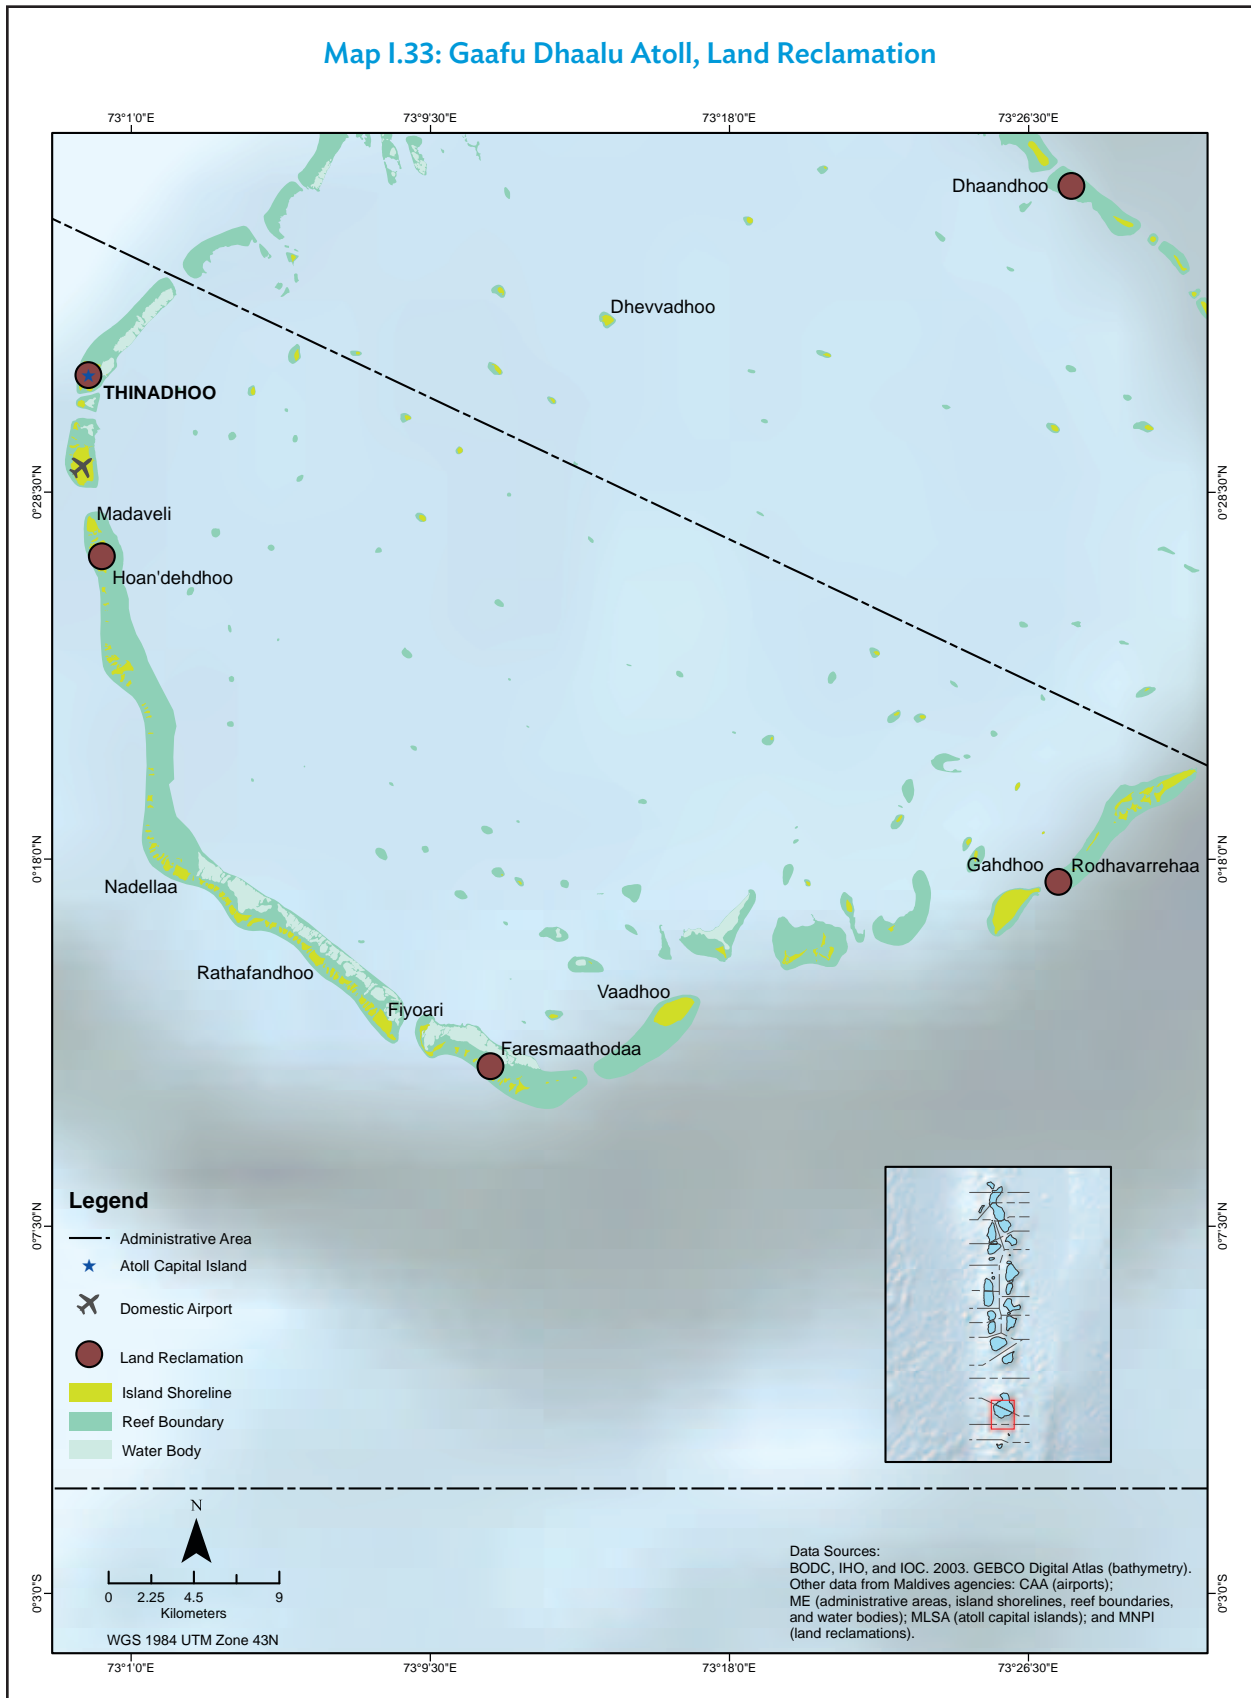 Map I.33: Gaafu Dhaalu Atoll, Land Reclamation
73°1'0"E
73°9'30"E
73°18'0"E
73°26'30"E
Dhaandhoo
Dhevvadhoo
THINADHOO
0°28'30"N
0°28'30"N
Madaveli
Hoan'dehdhoo
0°18'0"N
0°18'0"N
Gahdhoo
Rodhavarrehaa
Nadellaa
Rathafandhoo
Vaadhoo
Fiyoari
Faresmaathodaa
Legend
0°7'30"N
0°7'30"N
Administrative Area
Atoll Capital Island
Domestic Airport
Land Reclamation
Island Shoreline
Reef Boundary
Water Body
N
0 2.25 4.5 9
Kilometers
WGS 1984 UTM Zone 43N
0°3'0"S
0°3'0"S
Data Sources:
BODC, IHO, and IOC. 2003. GEBCO Digital Atlas (bathymetry).
Other data from Maldives agencies: CAA (airports);
ME (administrative areas, island shorelines, reef boundaries,
and water bodies); MLSA (atoll capital islands); and MNPI
(land reclamations).
73°1'0"E
73°9'30"E
73°18'0"E
73°26'30"E